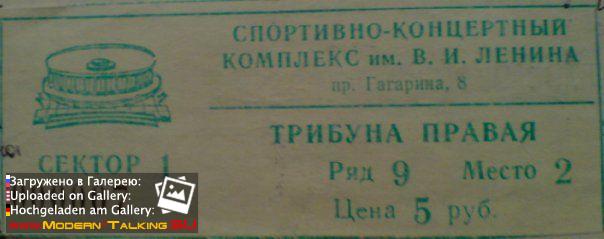 СПОРТИВНО-КОНЦЕРТНЫЙ
КОМПЛЕКС им. В. И. ЛЕНИНА
пр. Гагарина, 8
ТРИБУНА ПРАВАЯ
СЕКТОР 1
Ряд 9 Место 2
Цена 5 руб.
Загружено в Галерею:
Uploaded on Gallery:
Hochgeladen am Gallery:
www.MODERN TALKING.RU